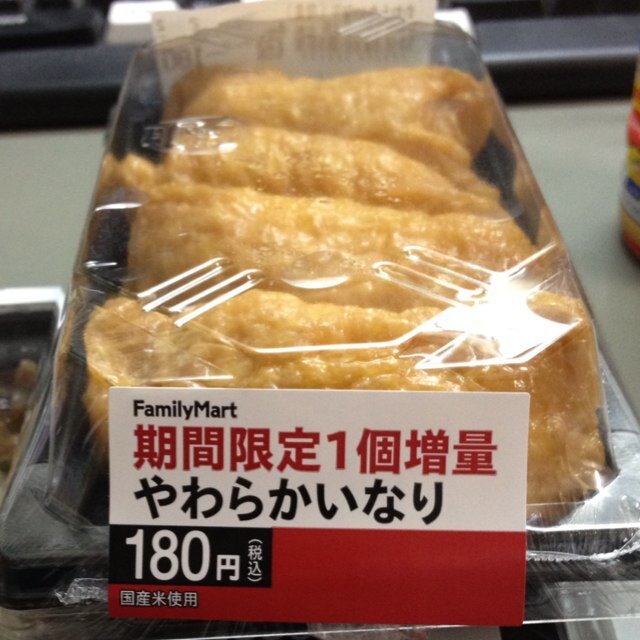 FamilyMart
期間限定1個増量
やわらかいなり
180円(税込)
国産米使用